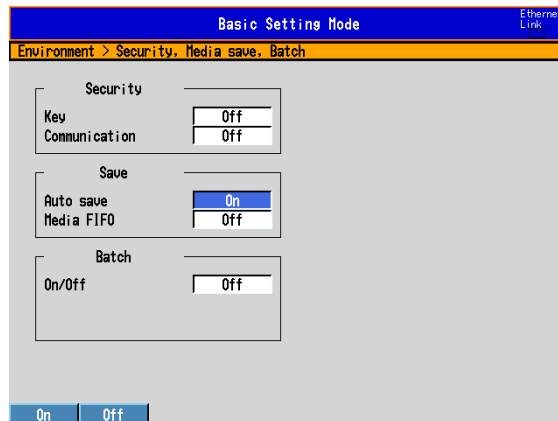 Basic Setting Mode
Link
Environment > Security, Media save, Batch
Security
Key Off
Communication Off
Save
Auto save On
Media FIFO Off
Batch
On/Off Off
On Off